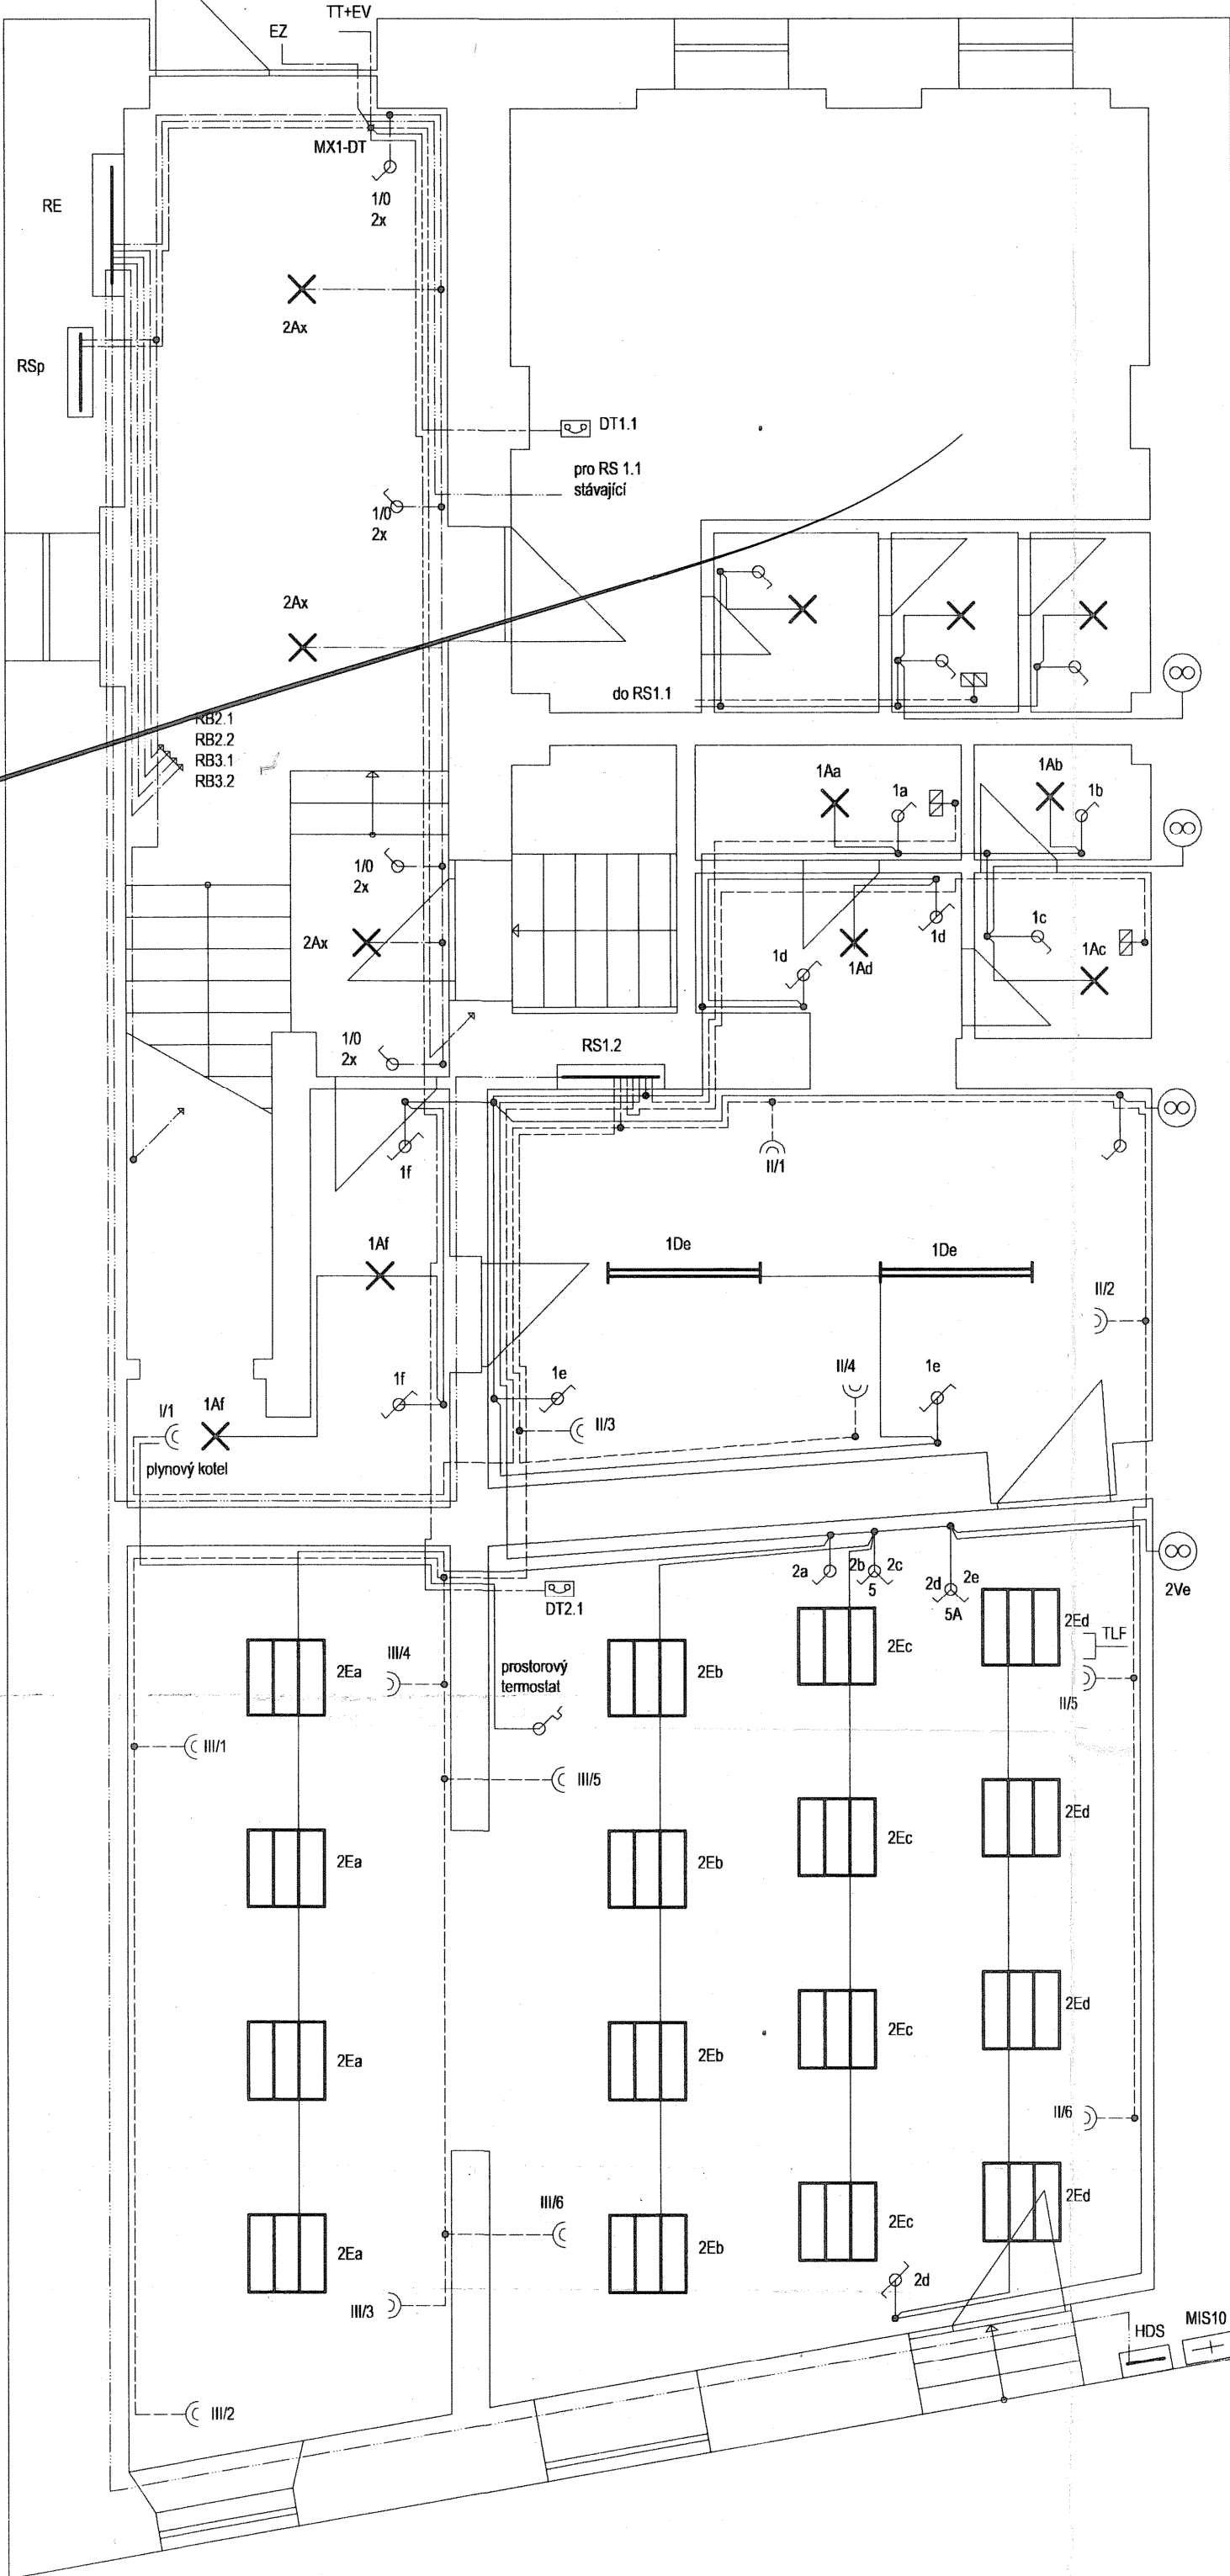 TT+EV
EZ
MX1-DT
1/0
2x
RE
2Ax
RSp
DT1.1
pro RS 1.1
stávající
1/0
2x
2Ax
do RS1.1
RB2.1
RB2.2
RB3.1
RB3.2
1Aa
1a
1Ab
1b
1/0
2x
2Ax
1d
1Ad
1d
1c
1Ac
1/0
2x
RS1.2
1f
II/1
1Af
1De
1De
II/2
1f
1e
II/4
1e
I/1
1Af
II/3
plynový kotel
2a
2b
2c
5
2d
2e
5A
2Ve
DT2.1
2Ea
III/4
prostorový
termostat
2Eb
2Ec
2Ed
TLF
II/5
III/1
III/5
2Ea
2Eb
2Ec
2Ed
2Ea
2Eb
2Ec
2Ed
II/6
III/6
2Ea
2Eb
2Ec
2Ed
III/3
2d
HDS
MIS10
III/2